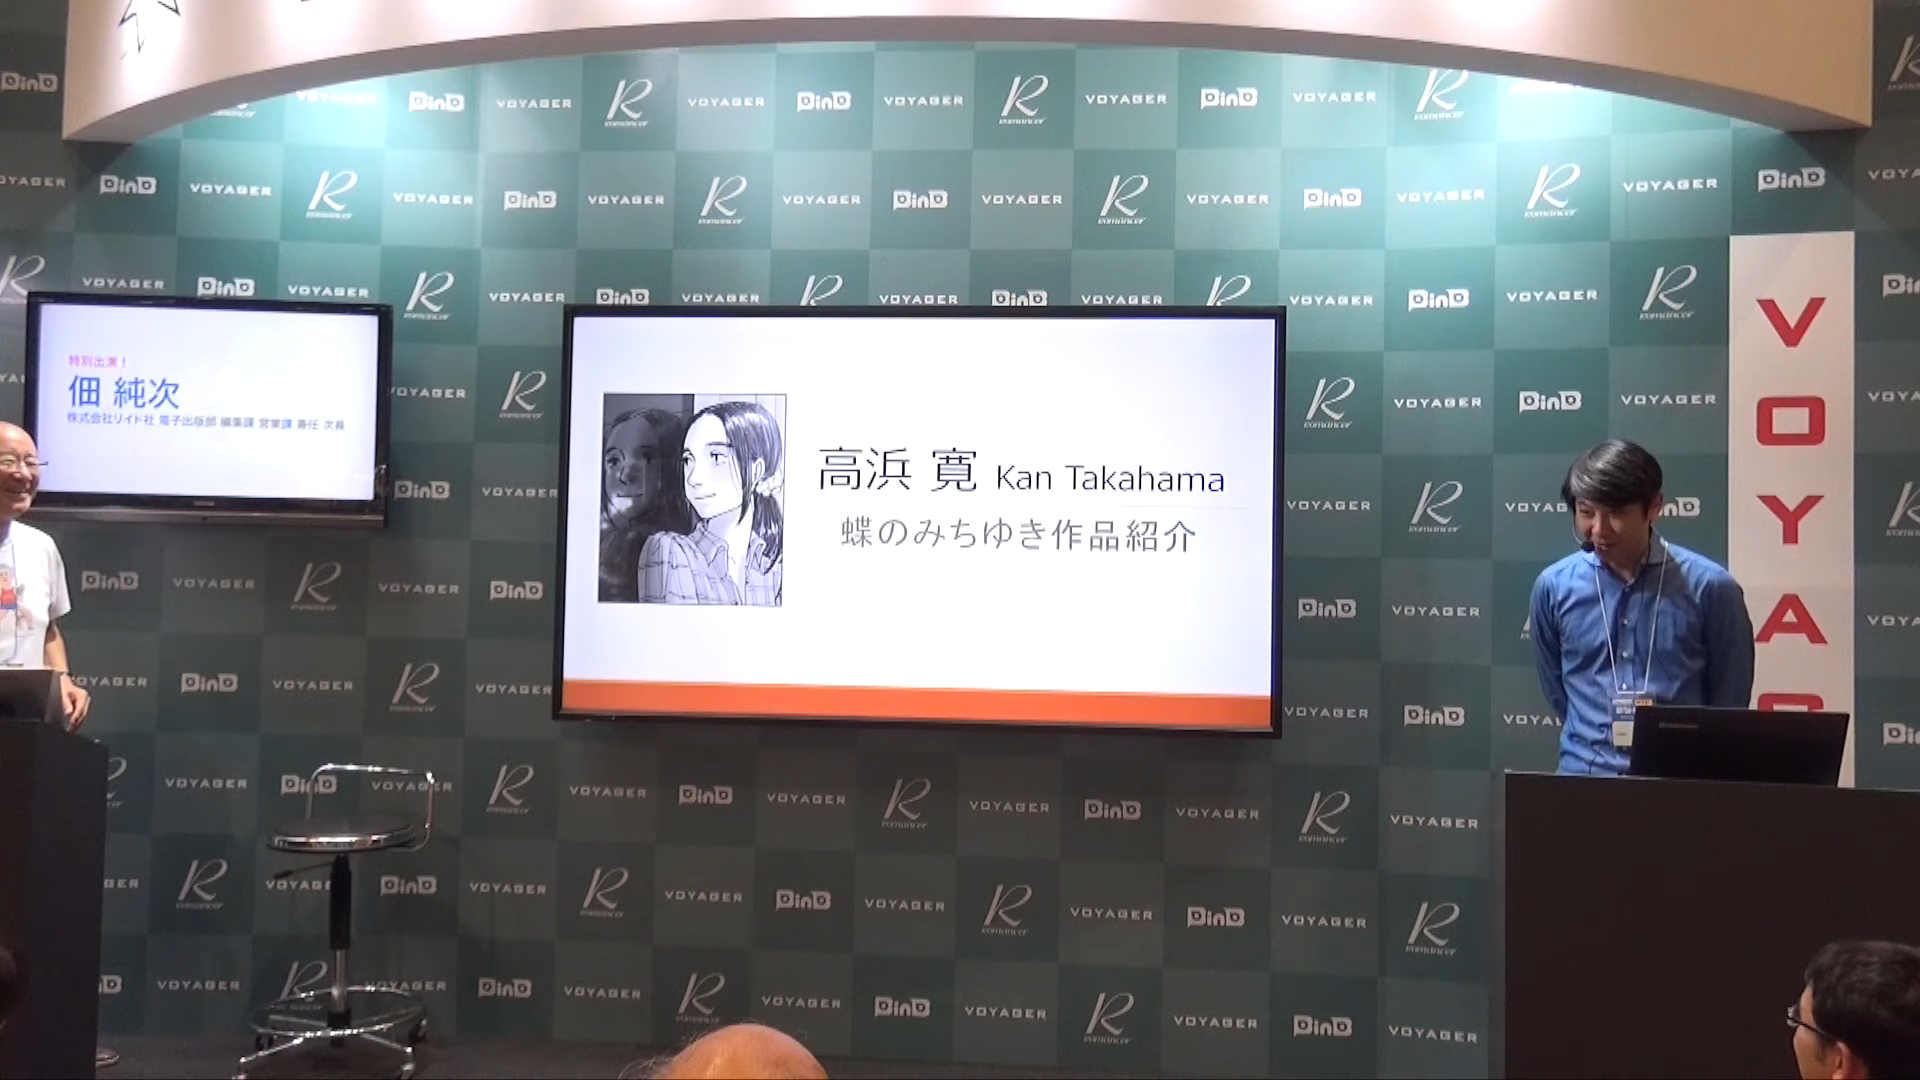 特別出演！
佃 純次
株式会社リイド社 電子出版部 編集課 営業課 兼任 次長
高浜 寛 Kan Takahama
蝶のみちゆき作品紹介
VOYAGER
BinB
R
Romancer
VOYAG